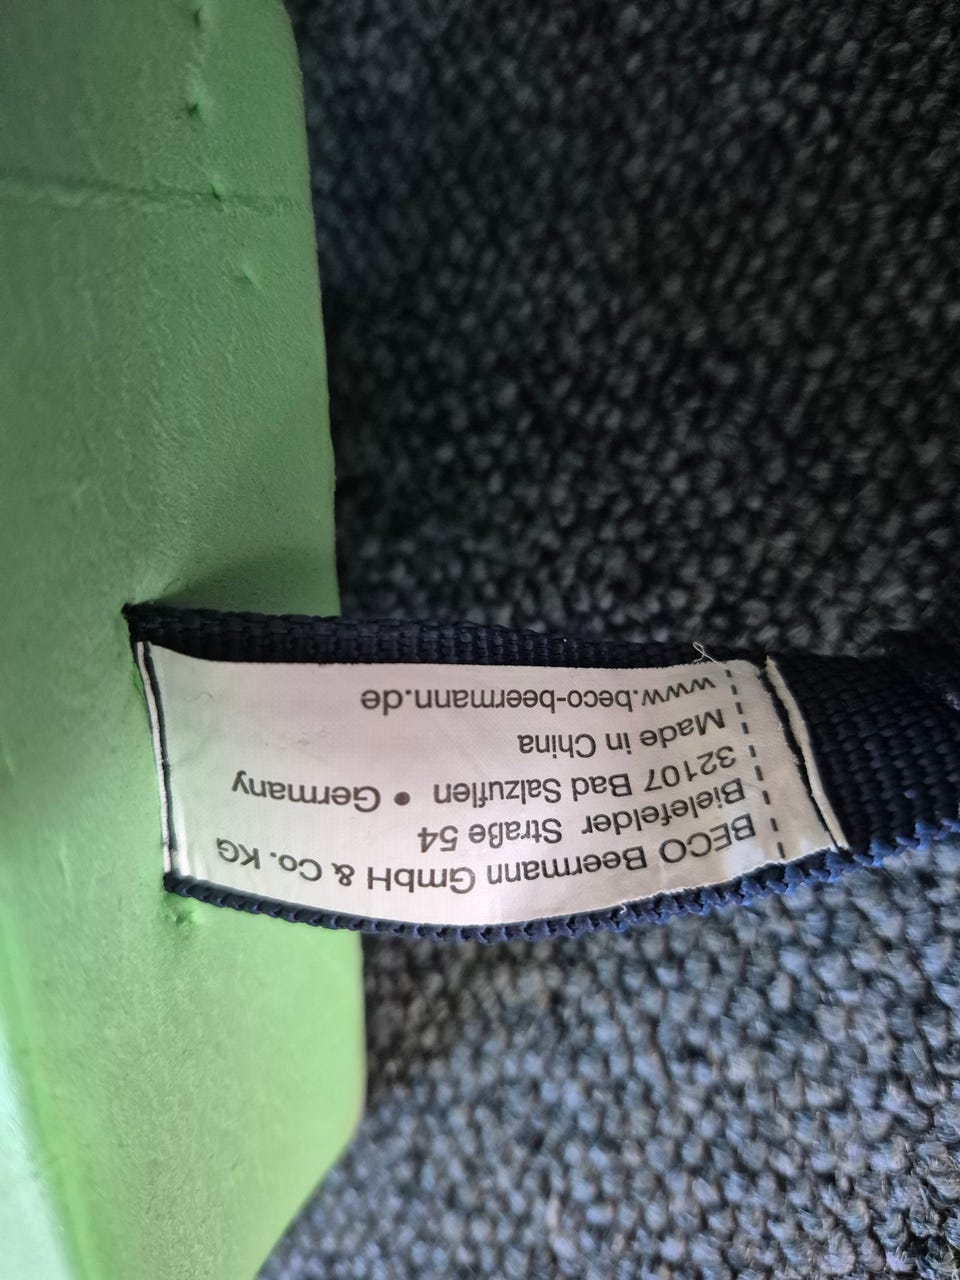 BECO Beermann GmbH & Co. KG
Bielefelder Straße 54
32107 Bad Salzuflen • Germany
Made in China
www.beco-beermann.de